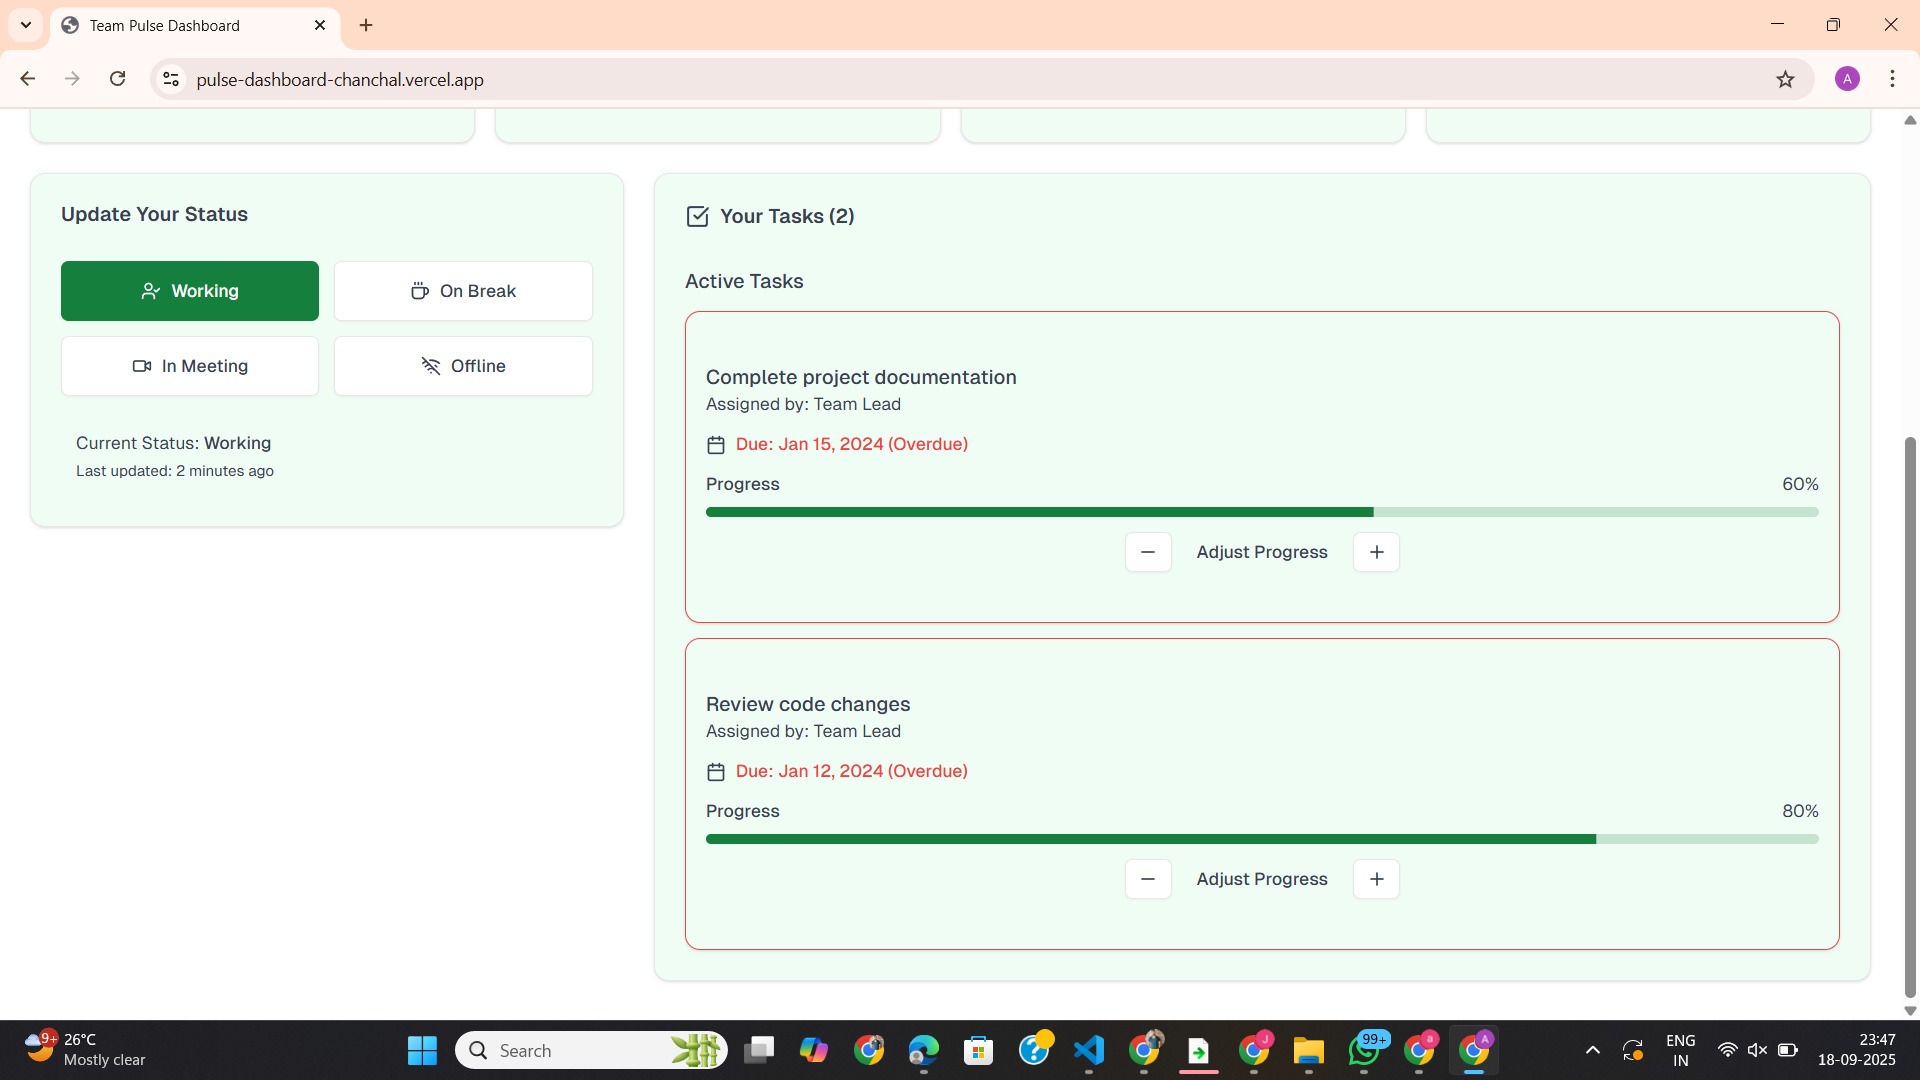 Team Pulse Dashboard
pulse-dashboard-chanchal.vercel.app
A
Update Your Status
Working
On Break
In Meeting
Offline
Current Status: Working
Last updated: 2 minutes ago
Your Tasks (2)
Active Tasks
Complete project documentation
Assigned by: Team Lead
Due: Jan 15, 2024 (Overdue)
Progress 60%
Adjust Progress
Review code changes
Assigned by: Team Lead
Due: Jan 12, 2024 (Overdue)
Progress 80%
Adjust Progress
9+
26°C
Mostly clear
Search
J
99+
a
A
ENG
IN
23:47
18-09-2025